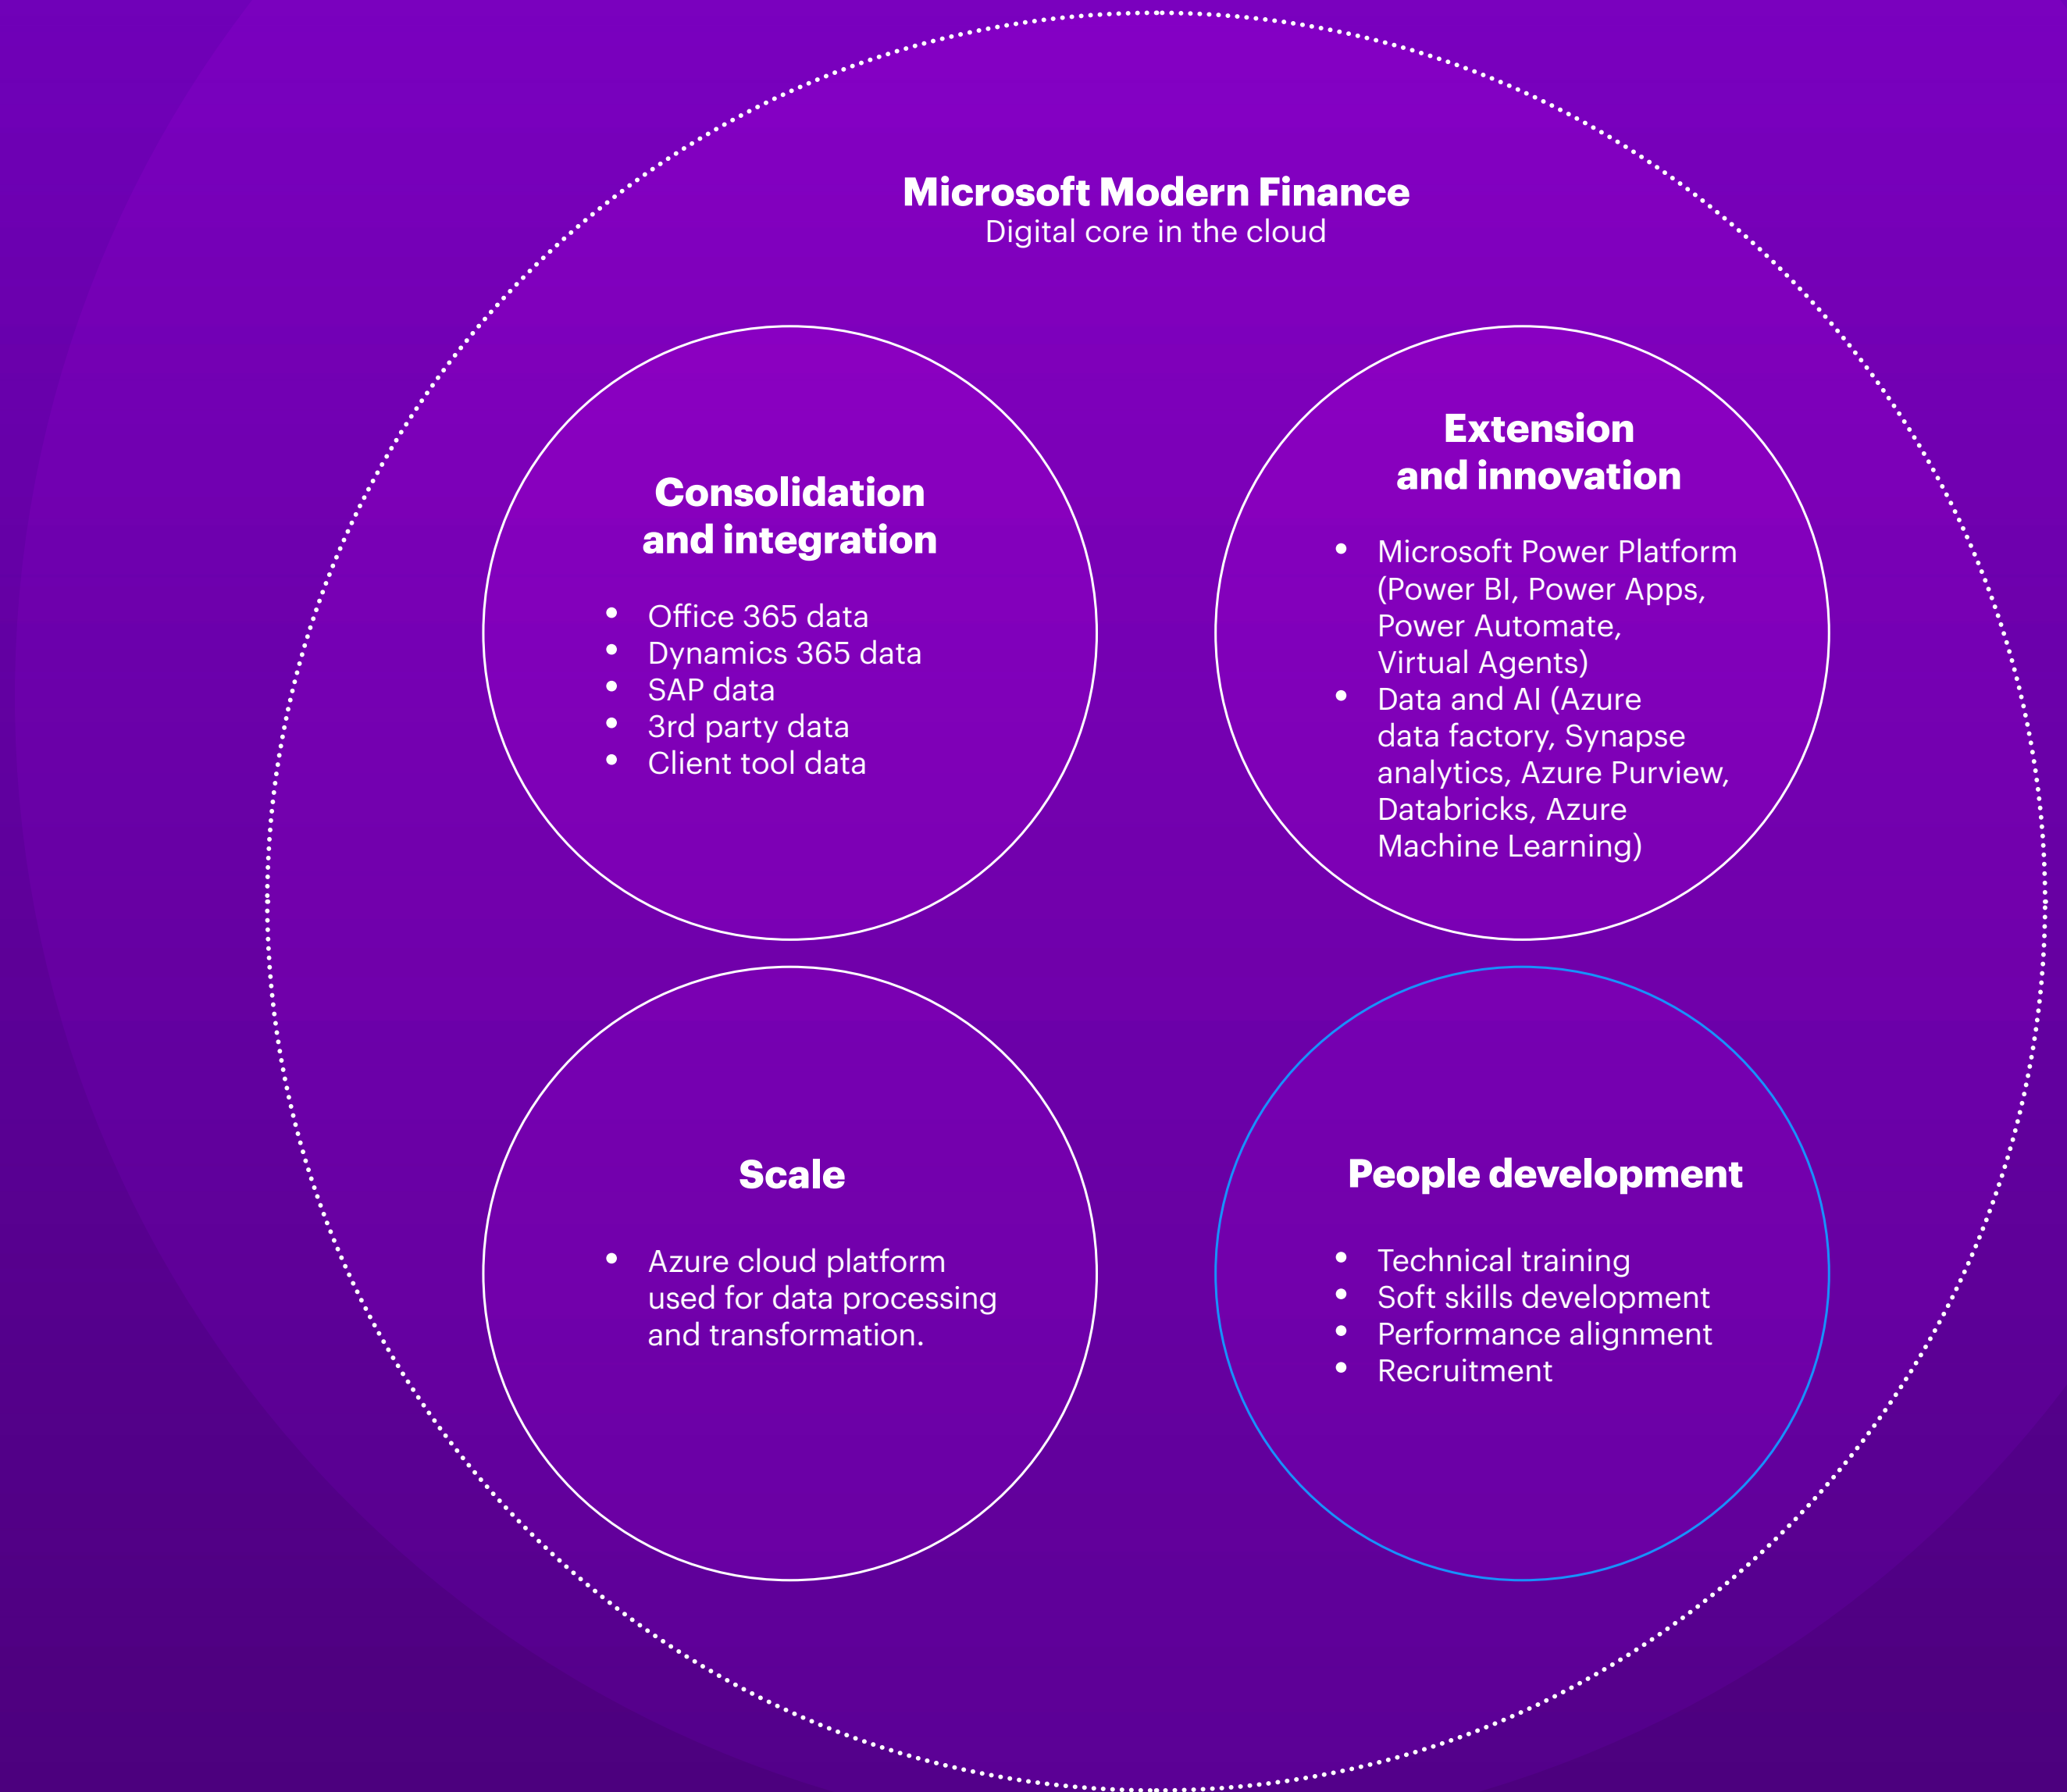 Microsoft Modern Finance
Digital core in the cloud
Consolidation
and integration
• Office 365 data
• Dynamics 365 data
• SAP data
• 3rd party data
• Client tool data
Extension
and innovation
• Microsoft Power Platform
(Power BI, Power Apps,
Power Automate,
Virtual Agents)
• Data and AI (Azure
data factory, Synapse
analytics, Azure Purview,
Databricks, Azure
Machine Learning)
Scale
• Azure cloud platform
used for data processing
and transformation.
People development
• Technical training
• Soft skills development
• Performance alignment
• Recruitment